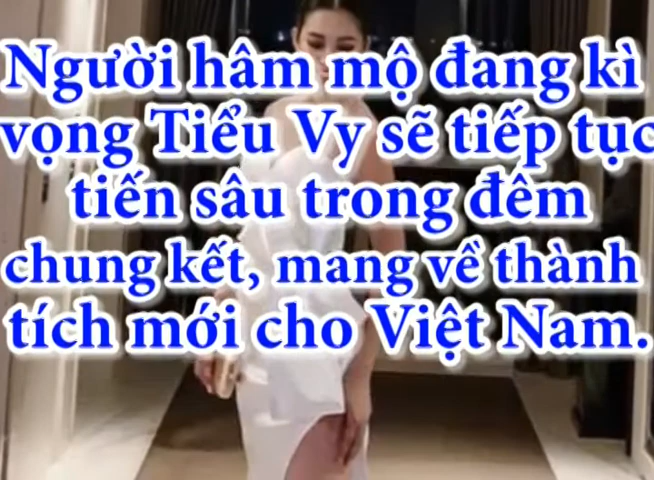 Người hâm mộ đang kì
vọng Tiểu Vy sẽ tiếp tục
tiến sâu trong đêm
chung kết, mang về thành
tích mới cho Việt Nam.